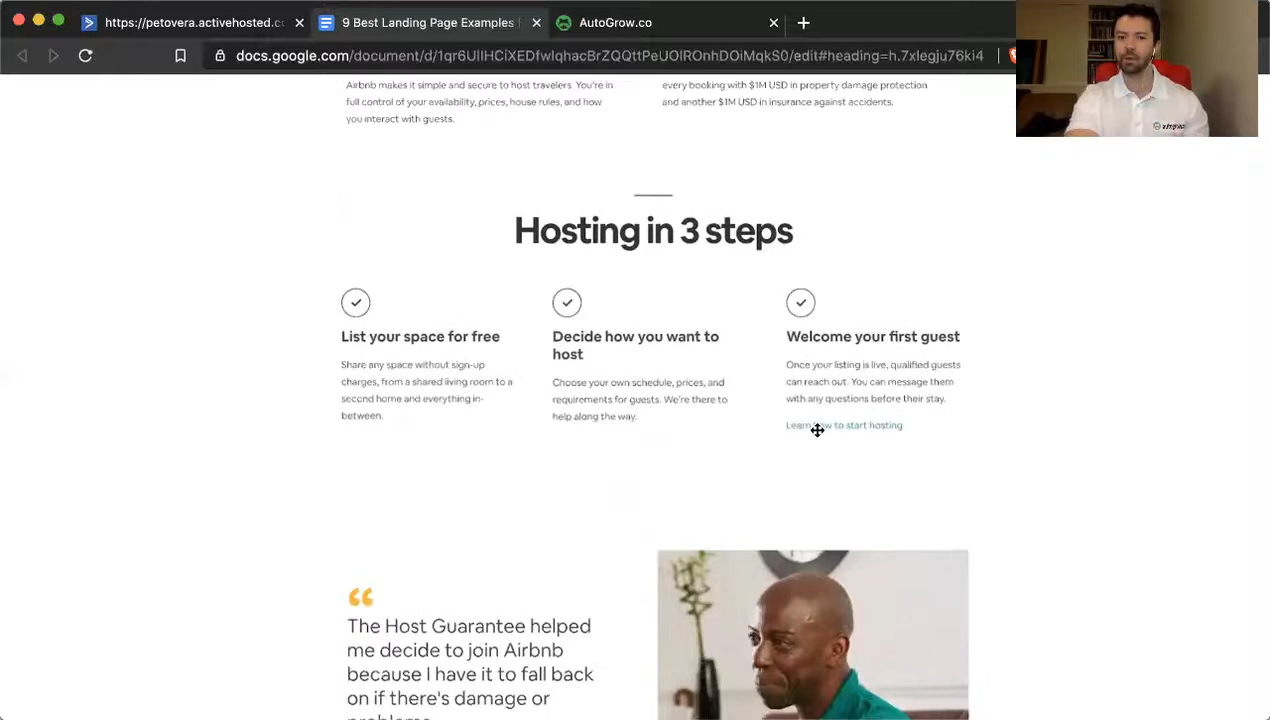 https://petovera.activehosted.c
9 Best Landing Page Examples
AutoGrow.co
docs.google.com/document/d/1qr6UIlHCiXEDfwIqhacBrZQQttPeUOlROnhDOiMqkS0/edit#heading=h.7xlegju76ki4
Airbnb makes it simple and secure to host travelers. You're in
full control of your availability, prices, house rules, and how
you interact with guests.
every booking with $1M USD in property damage protection
and another $1M USD in insurance against accidents.
Hosting in 3 steps
List your space for free
Share any space without sign-up
charges, from a shared living room to a
second home and everything in-
between.
Decide how you want to
host
Choose your own schedule, prices, and
requirements for guests. We're there to
help along the way.
Welcome your first guest
Once your listing is live, qualified guests
can reach out. You can message them
with any questions before their stay.
Learn how to start hosting
“
The Host Guarantee helped
me decide to join Airbnb
because I have it to fall back
on if there's damage or